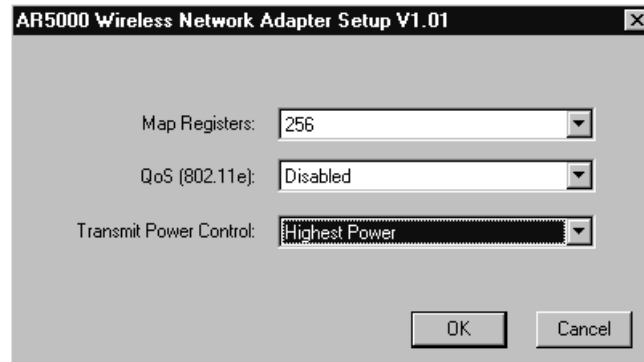 AR5000 Wireless Network Adapter Setup V1.01
Map Registers: 256
QoS (802.11e): Disabled
Transmit Power Control: Highest Power
OK Cancel